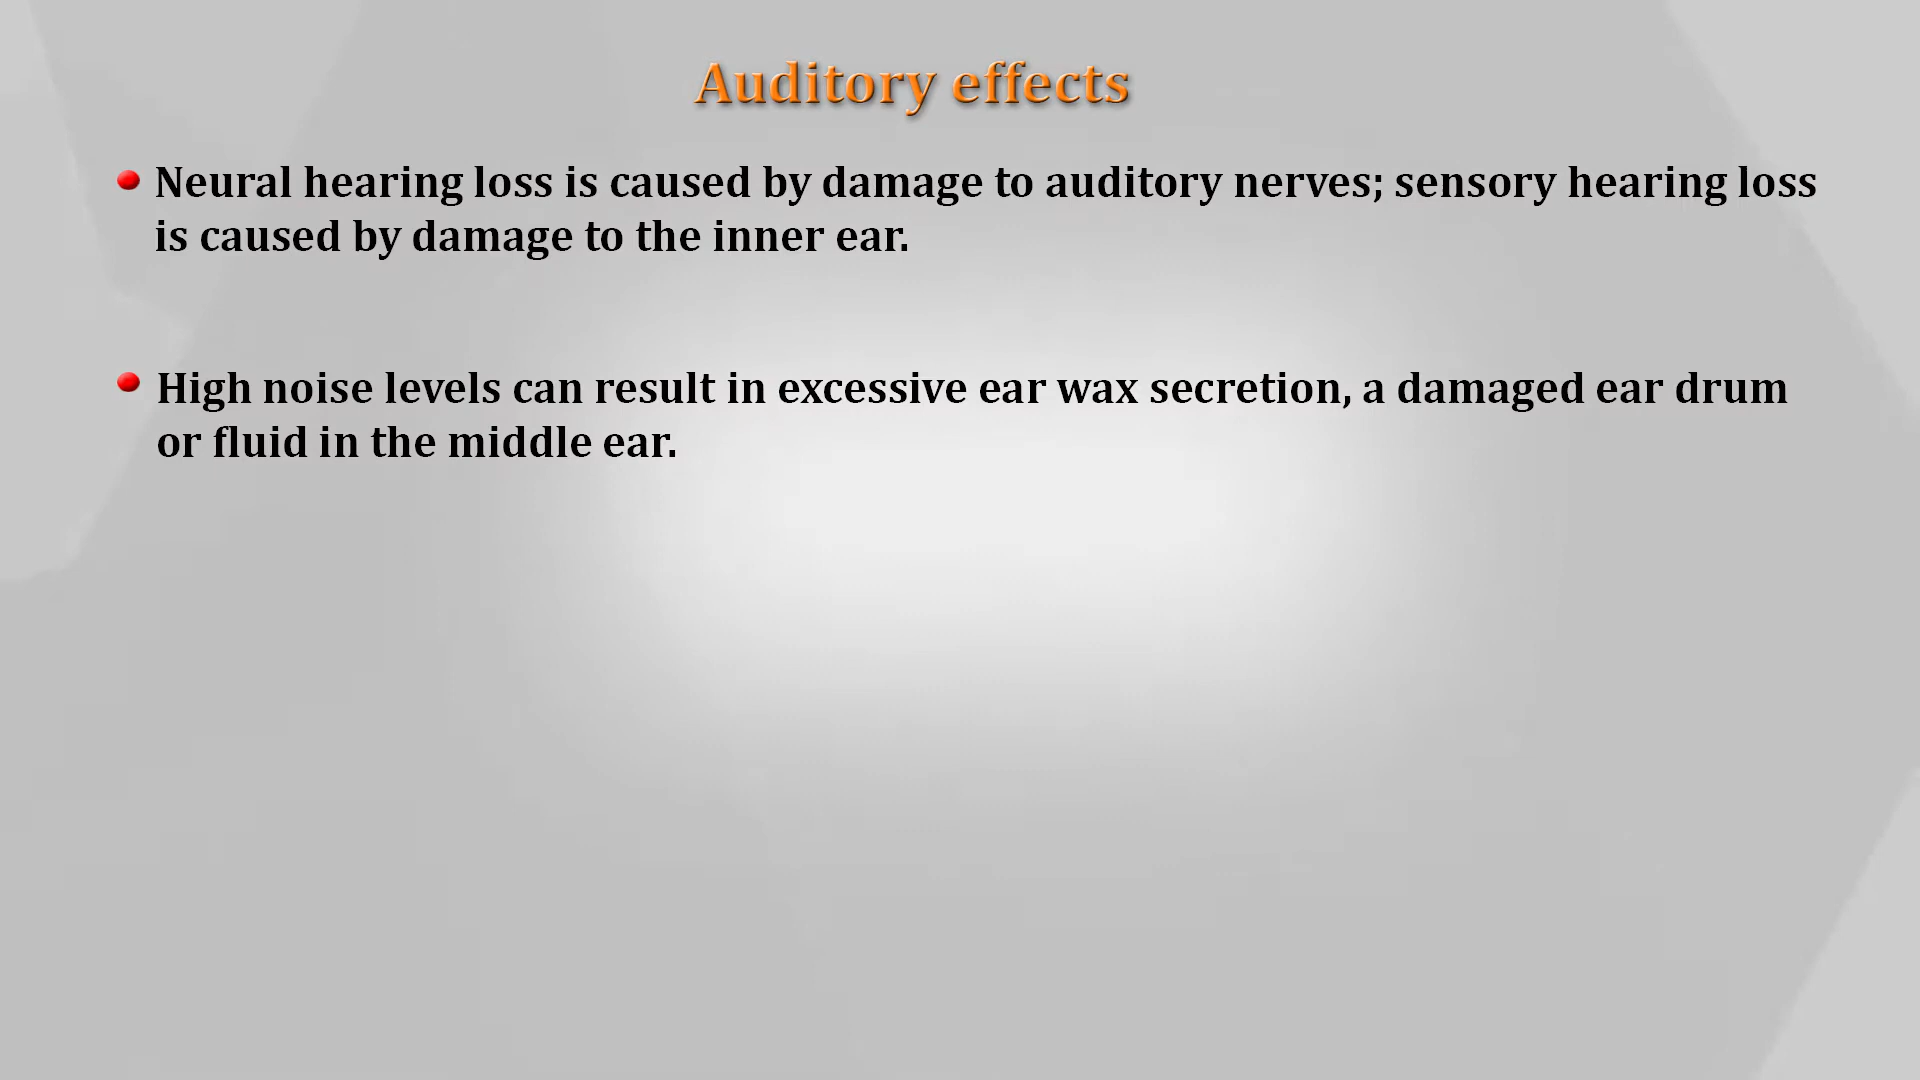 Auditory effects
Neural hearing loss is caused by damage to auditory nerves; sensory hearing loss
is caused by damage to the inner ear.
High noise levels can result in excessive ear wax secretion, a damaged ear drum
or fluid in the middle ear.